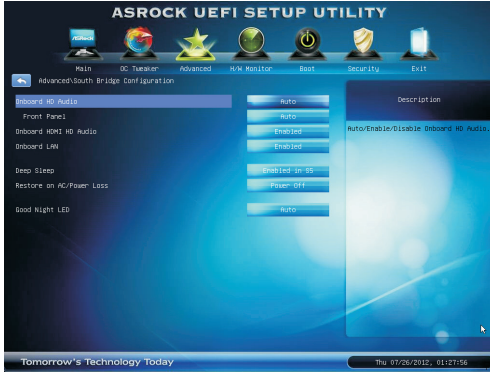 ASROCK UEFI SETUP UTILITY
ASRock
Main OC Tweaker Advanced H/W Monitor Boot Security Exit
Advanced\South Bridge Configuration
Description
Onboard HD Audio Auto
Front Panel Auto
Auto/Enable/Disable Onboard HD Audio.
Onboard HDMI HD Audio Enabled
Onboard LAN Enabled
Deep Sleep Enabled in S5
Restore on AC/Power Loss Power Off
Good Night LED Auto
Tomorrow's Technology Today
Thu 07/26/2012, 01:27:56